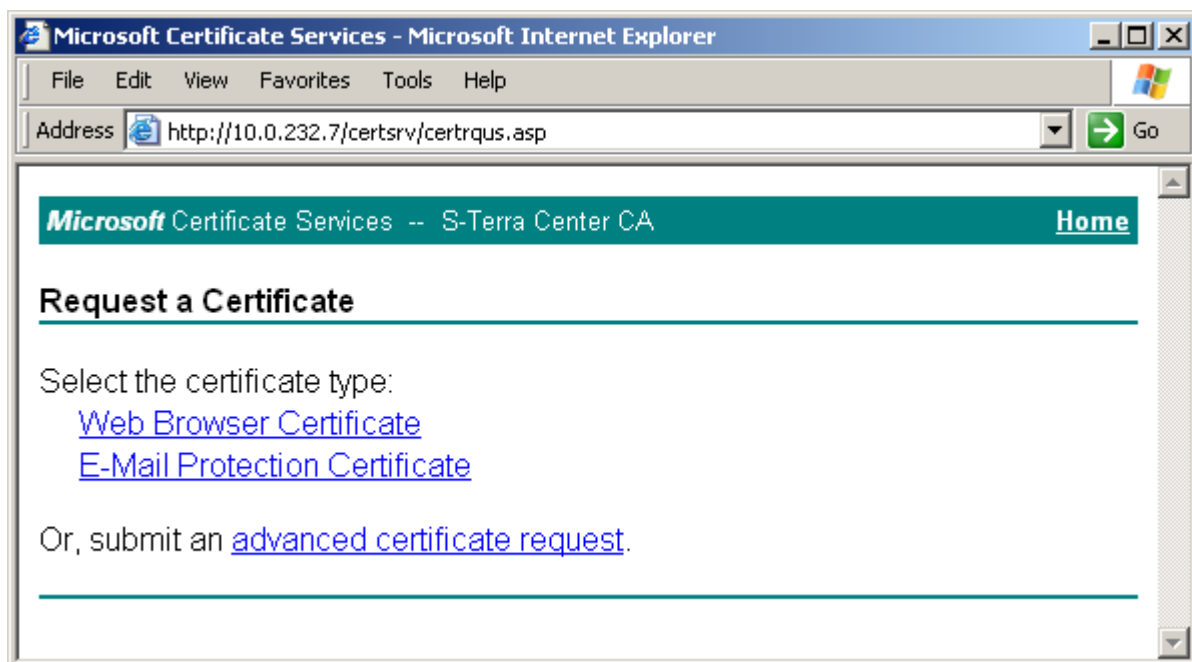 Microsoft Certificate Services - Microsoft Internet Explorer
File Edit View Favorites Tools Help
Address http://10.0.232.7/certsrv/certrqus.asp Go
Microsoft Certificate Services -- S-Terra Center CA Home
Request a Certificate
Select the certificate type:
Web Browser Certificate
E-Mail Protection Certificate
Or, submit an advanced certificate request.